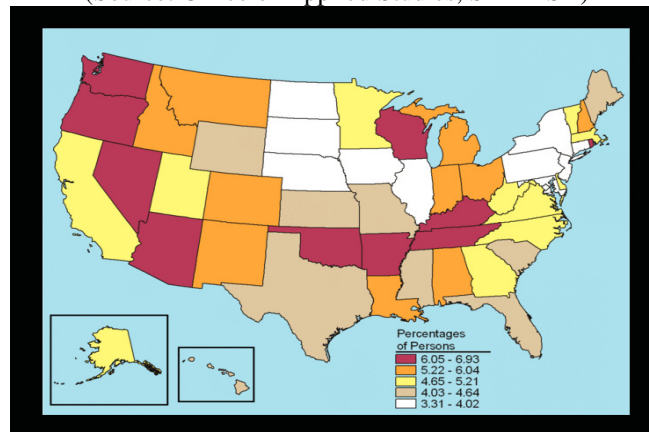 Percentages
of Persons
6.05 - 6.93
5.22 - 6.04
4.65 - 5.21
4.03 - 4.64
3.31 - 4.02